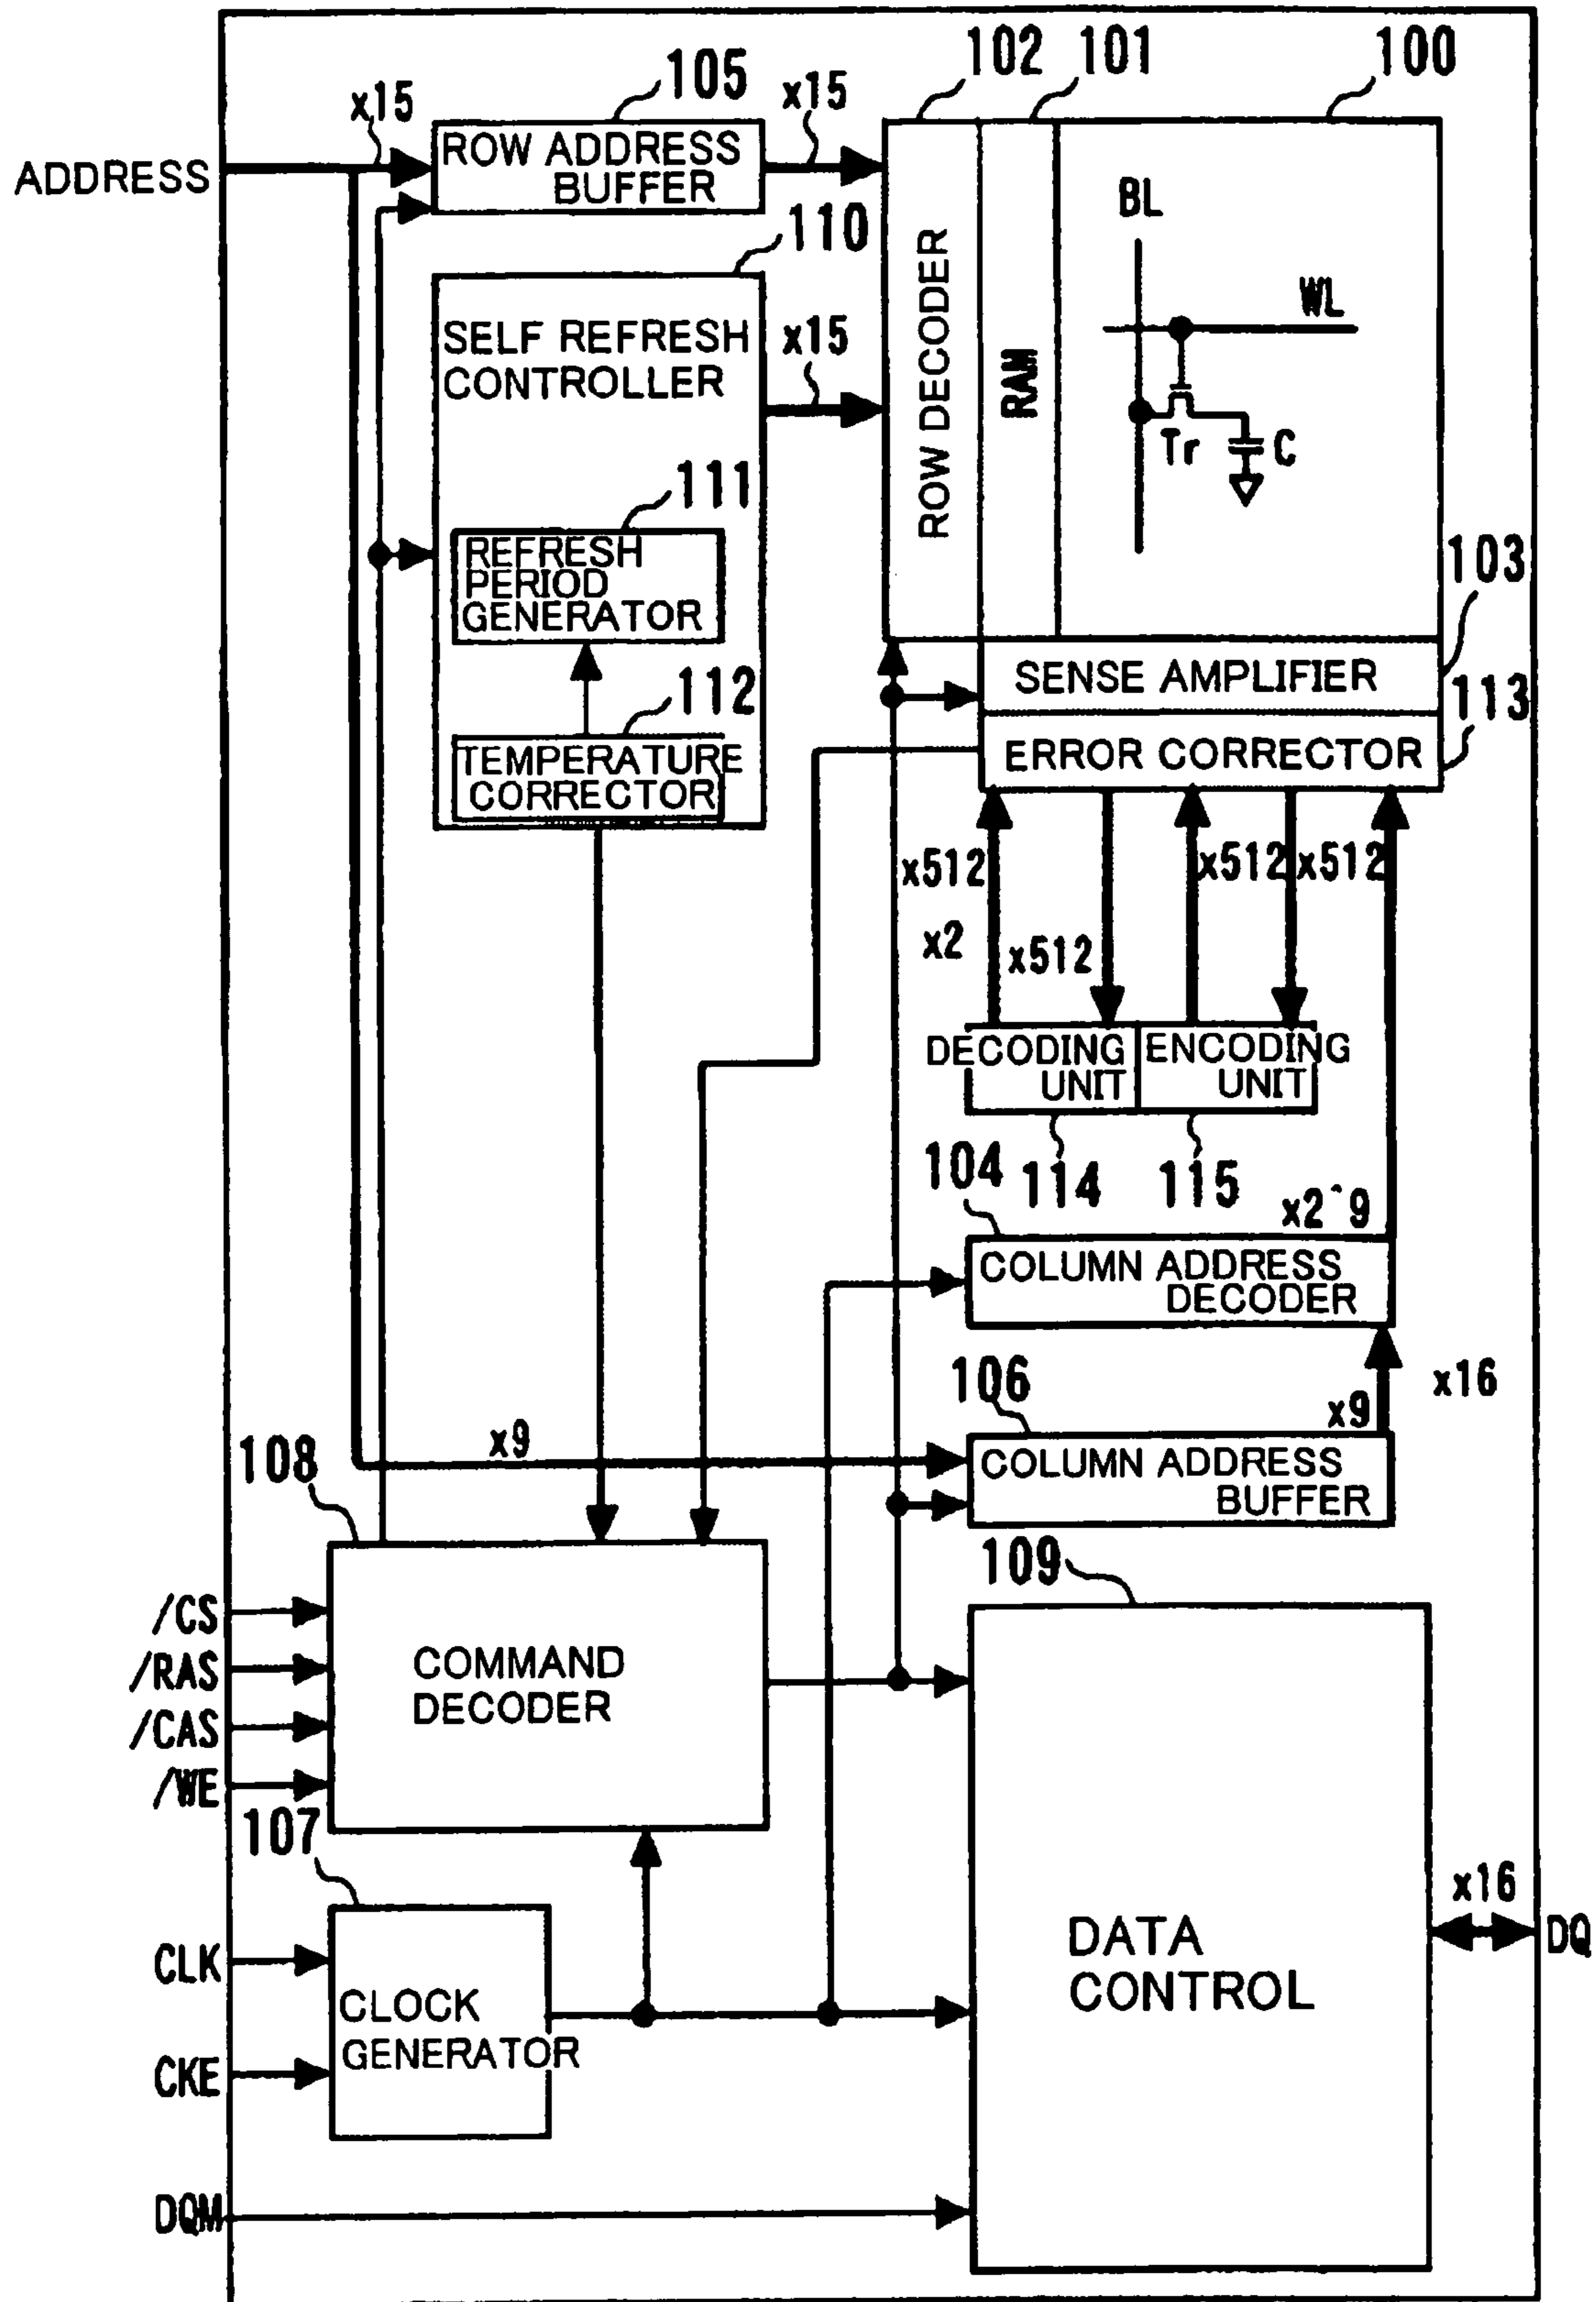 102
101
100
105
x15
x15
ADDRESS
ROW ADDRESS
BUFFER
110
BL
WL
SELF REFRESH
CONTROLLER
x15
ROW DECODER
RAM
Tr
C
111
REFRESH
PERIOD
GENERATOR
103
112
SENSE AMPLIFIER
113
TEMPERATURE
CORRECTOR
ERROR CORRECTOR
x512
x512
x512
x2
x512
DECODING
UNIT
ENCODING
UNIT
104
114
115
x2^9
COLUMN ADDRESS
DECODER
106
x16
x9
x9
108
COLUMN ADDRESS
BUFFER
109
/CS
/RAS
/CAS
/WE
COMMAND
DECODER
107
x16
DQ
CLK
CKE
CLOCK
GENERATOR
DATA
CONTROL
DQM